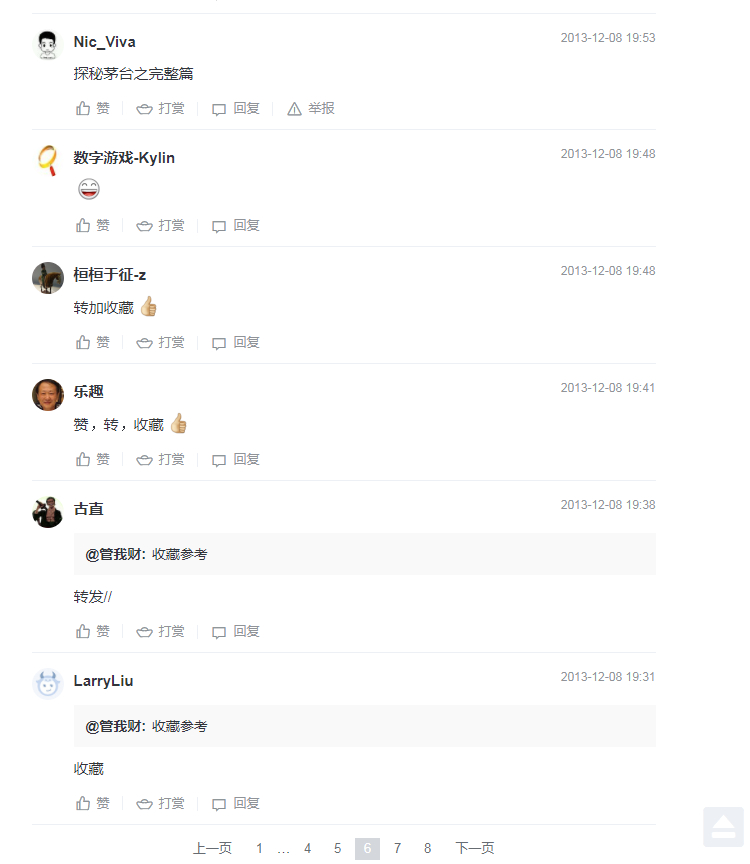 Nic_Viva 2013-12-08 19:53
探秘茅台之完整篇
赞 打赏 回复 举报
数字游戏-Kylin 2013-12-08 19:48
赞 打赏 回复
桓桓于征-z 2013-12-08 19:48
转加收藏
赞 打赏 回复
乐趣 2013-12-08 19:41
赞，转，收藏
赞 打赏 回复
古直 2013-12-08 19:38
@管我财: 收藏参考
转发//
赞 打赏 回复
LarryLiu 2013-12-08 19:31
@管我财: 收藏参考
收藏
赞 打赏 回复
上一页 1 … 4 5 6 7 8 下一页